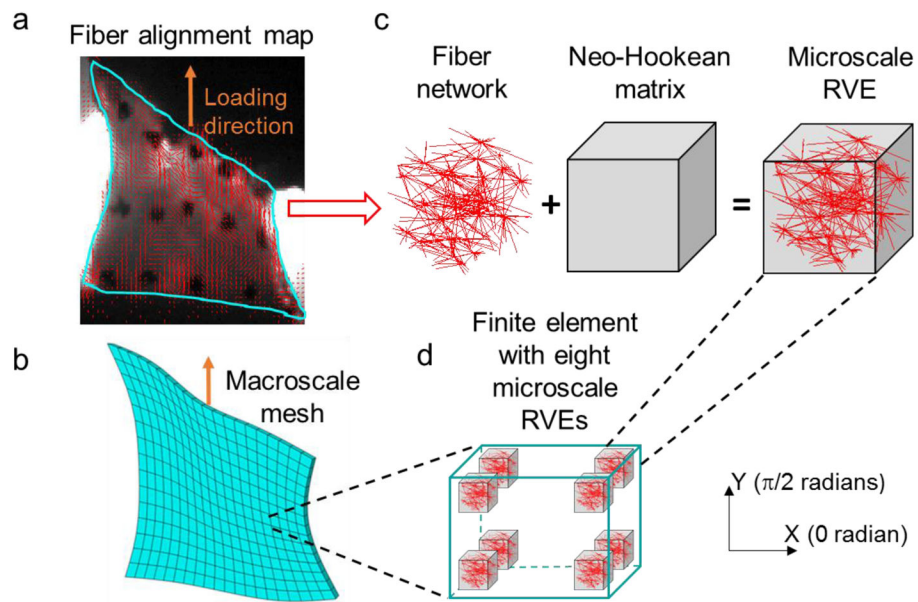 a
Fiber alignment map
Loading
direction
b
Macroscale
mesh
c
Fiber
network
+
Neo-Hookean
matrix
=
Microscale
RVE
d
Finite element
with eight
microscale
RVEs
Y (π/2 radians)
X (0 radian)